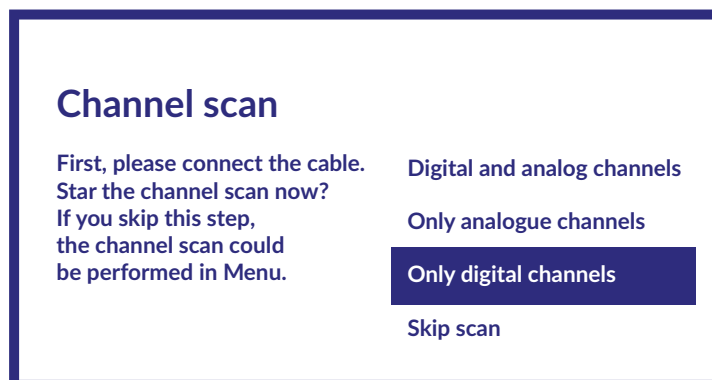 Channel scan
First, please connect the cable.
Star the channel scan now?
If you skip this step,
the channel scan could
be performed in Menu.
Digital and analog channels
Only analogue channels
Only digital channels
Skip scan